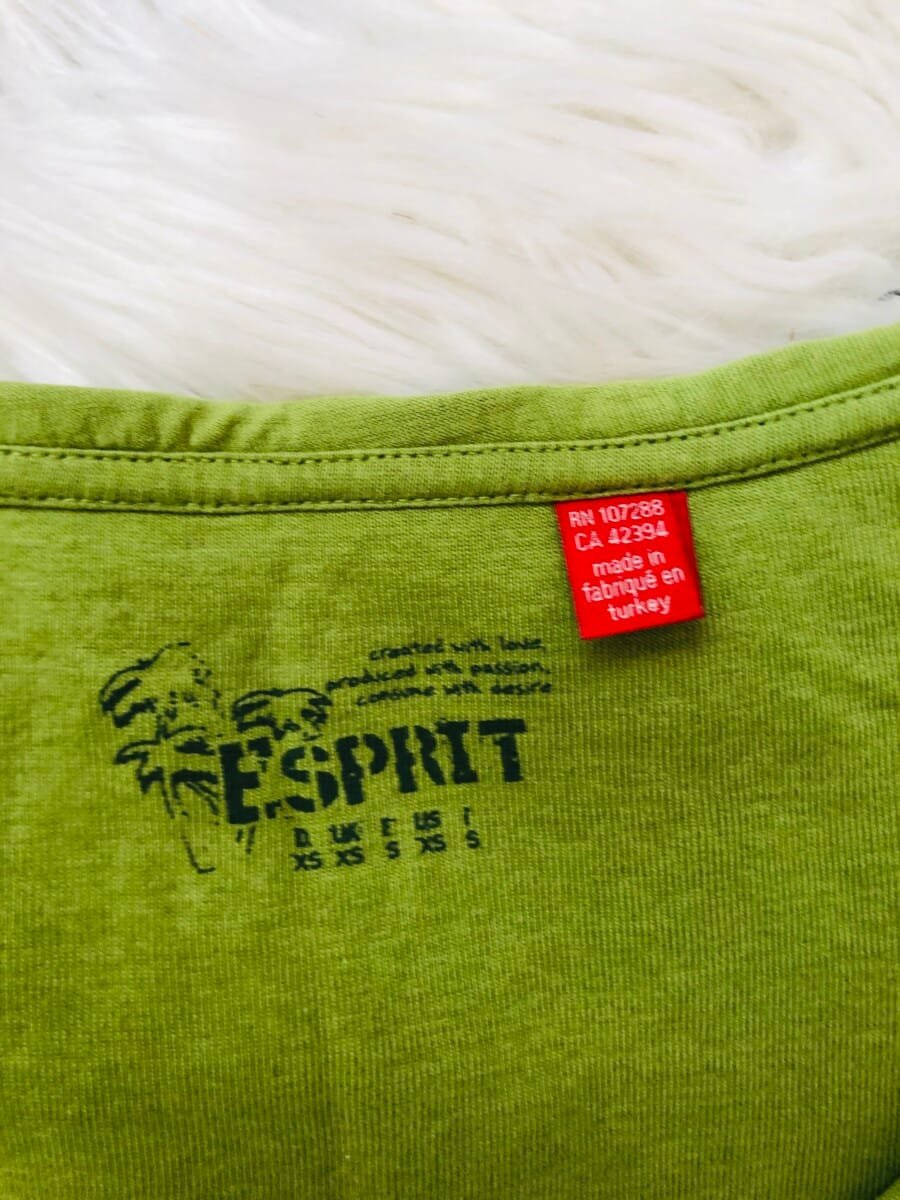 RN 107288
CA 42394
made in
fabriqué en
turkey
created with love,
produced with passion,
consume with desire
ESPRIT
D UK F US I
XS XS S XS S